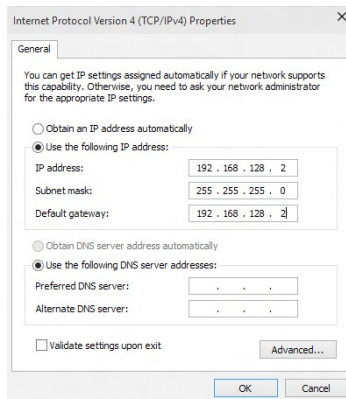 Internet Protocol Version 4 (TCP/IPv4) Properties
General
You can get IP settings assigned automatically if your network supports
this capability. Otherwise, you need to ask your network administrator
for the appropriate IP settings.
Obtain an IP address automatically
Use the following IP address:
IP address: 192 . 168 . 128 . 2
Subnet mask: 255 . 255 . 255 . 0
Default gateway: 192 . 168 . 128 . 2
Obtain DNS server address automatically
Use the following DNS server addresses:
Preferred DNS server: . . .
Alternate DNS server: . . .
Validate settings upon exit
Advanced...
OK Cancel